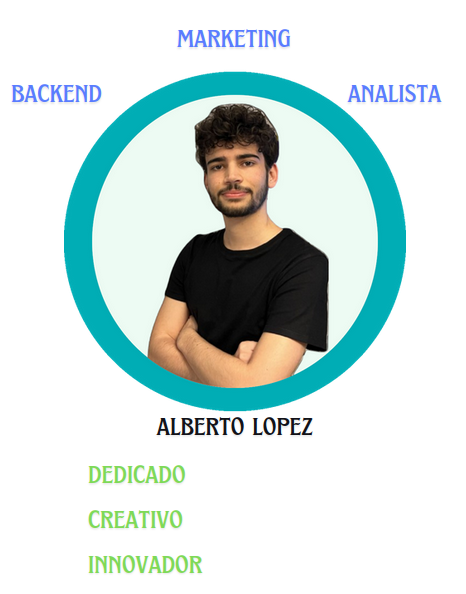 MARKETING
BACKEND
ANALISTA
ALBERTO LOPEZ
DEDICADO
CREATIVO
INNOVADOR